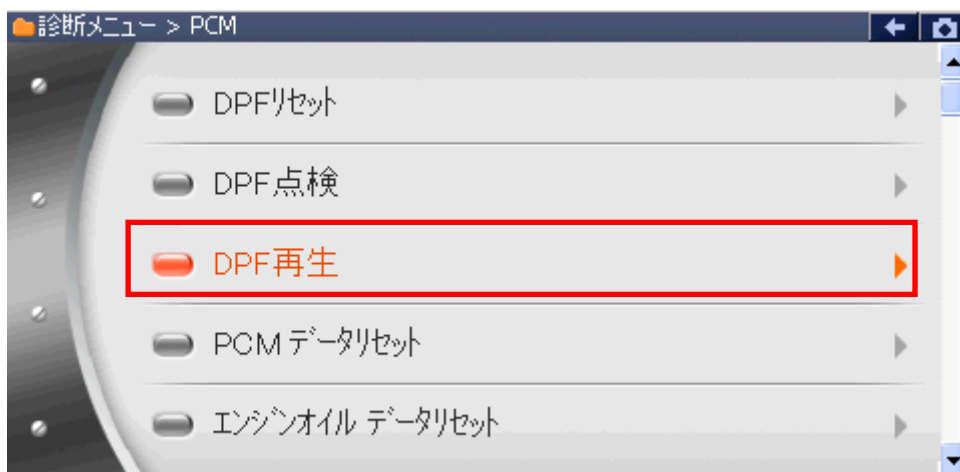 診断メニュー > PCM
DPFリセット
DPF点検
DPF再生
PCM データリセット
エンジンオイル データリセット